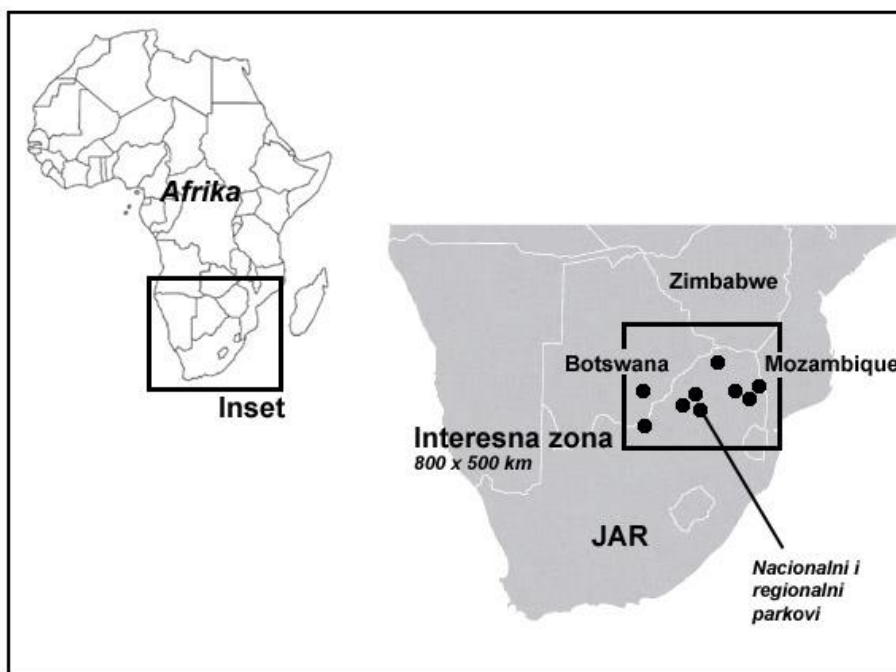 Afrika
Inset
Zimbabwe
Botswana
Mozambique
Interesna zona
800 x 500 km
JAR
Nacionalni i
regionalni
parkovi